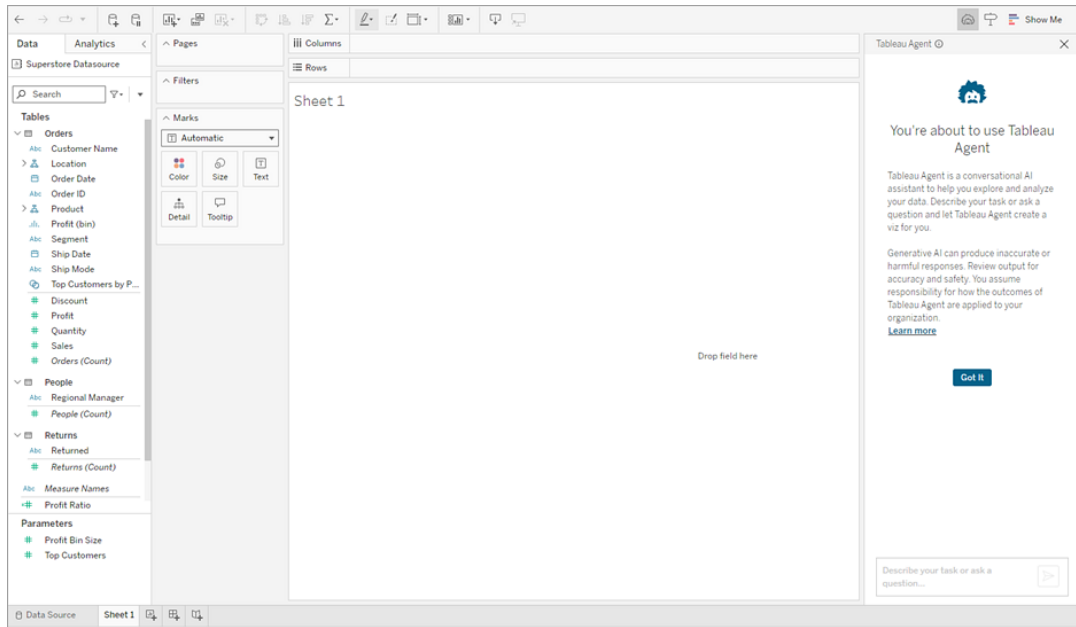 Show Me
Data
Analytics
Superstore Datasource
Search
Tables
Orders
Abc Customer Name
Location
Order Date
Abc Order ID
Product
Profit (bin)
Abc Segment
Ship Date
Abc Ship Mode
Top Customers by P...
# Discount
# Profit
# Quantity
# Sales
# Orders (Count)
People
Abc Regional Manager
# People (Count)
Returns
Abc Returned
# Returns (Count)
Abc Measure Names
=# Profit Ratio
Parameters
# Profit Bin Size
# Top Customers
Pages
Filters
Marks
Automatic
Color
Size
Text
Detail
Tooltip
Columns
Rows
Sheet 1
Drop field here
Tableau Agent
You're about to use Tableau
Agent
Tableau Agent is a conversational AI
assistant to help you explore and analyze
your data. Describe your task or ask a
question and let Tableau Agent create a
viz for you.
Generative AI can produce inaccurate or
harmful responses. Review output for
accuracy and safety. You assume
responsibility for how the outcomes of
Tableau Agent are applied to your
organization.
Learn more
Got It
Describe your task or ask a
question...
Data Source
Sheet 1